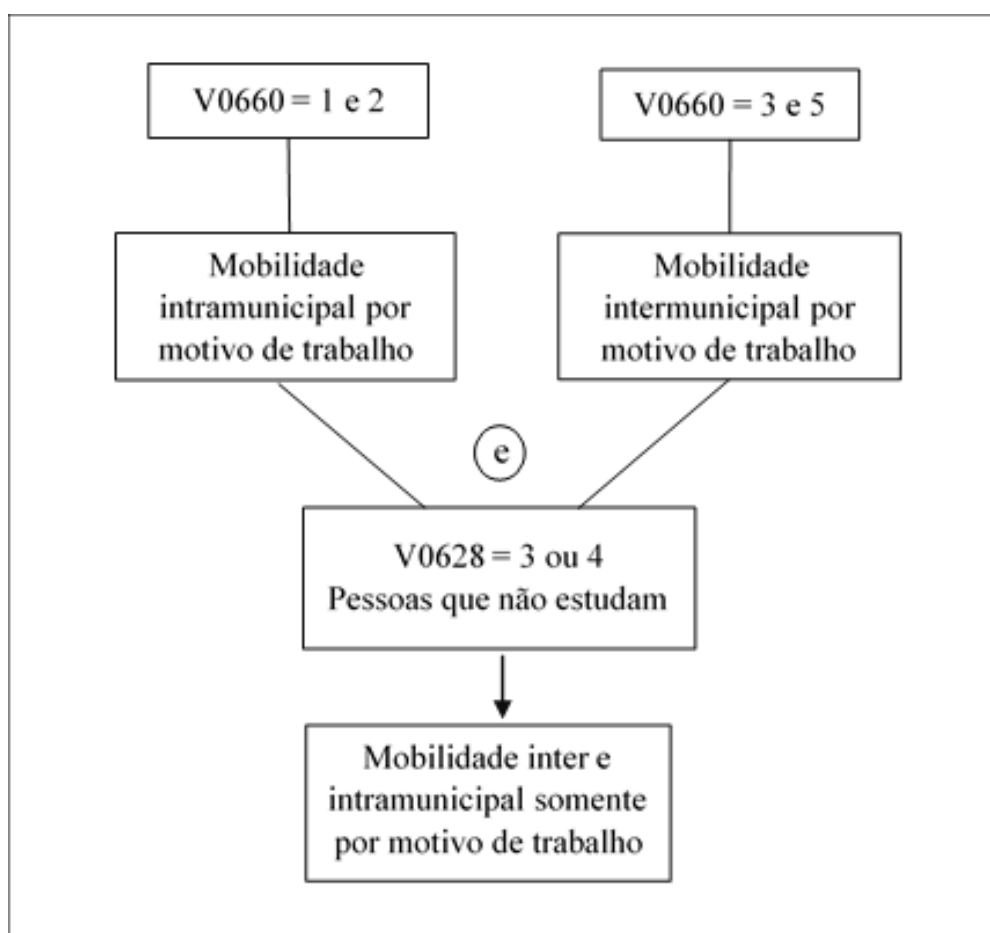 V0660 = 1 e 2
V0660 = 3 e 5
Mobilidade
intramunicipal por
motivo de trabalho
Mobilidade
intermunicipal por
motivo de trabalho
e
V0628 = 3 ou 4
Pessoas que não estudam
Mobilidade inter e
intramunicipal somente
por motivo de trabalho